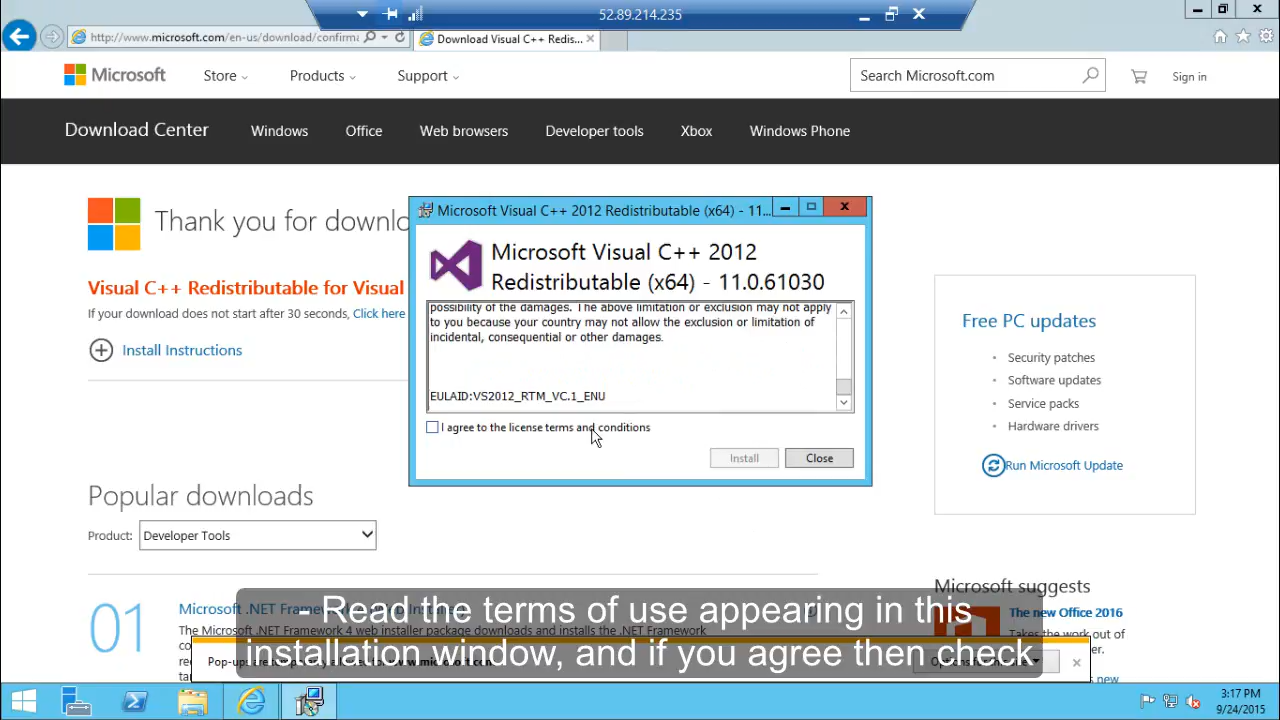 52.89.214.235
http://www.microsoft.com/en-us/download/confirma
Download Visual C++ Redis...
Microsoft
Store
Products
Support
Search Microsoft.com
Sign in
Download Center
Windows
Office
Web browsers
Developer tools
Xbox
Windows Phone
Thank you for downlo
Visual C++ Redistributable for Visual
If your download does not start after 30 seconds, Click here
Install Instructions
Microsoft Visual C++ 2012 Redistributable (x64) - 11...
Microsoft Visual C++ 2012
Redistributable (x64) - 11.0.61030
possibility of the damages. The above limitation or exclusion may not apply
to you because your country may not allow the exclusion or limitation of
incidental, consequential or other damages.
EULAID:VS2012_RTM_VC.1_ENU
I agree to the license terms and conditions
Install
Close
Free PC updates
Security patches
Software updates
Service packs
Hardware drivers
Run Microsoft Update
Popular downloads
Product:
Developer Tools
01
Microsoft .NET Framework
The Microsoft .NET Framework 4 web installer package downloads and installs the .NET Framework
Microsoft suggests
The new Office 2016
Takes the work out of
- Read the terms of use appearing in this
installation window, and if you agree then check
3:17 PM
9/24/2015